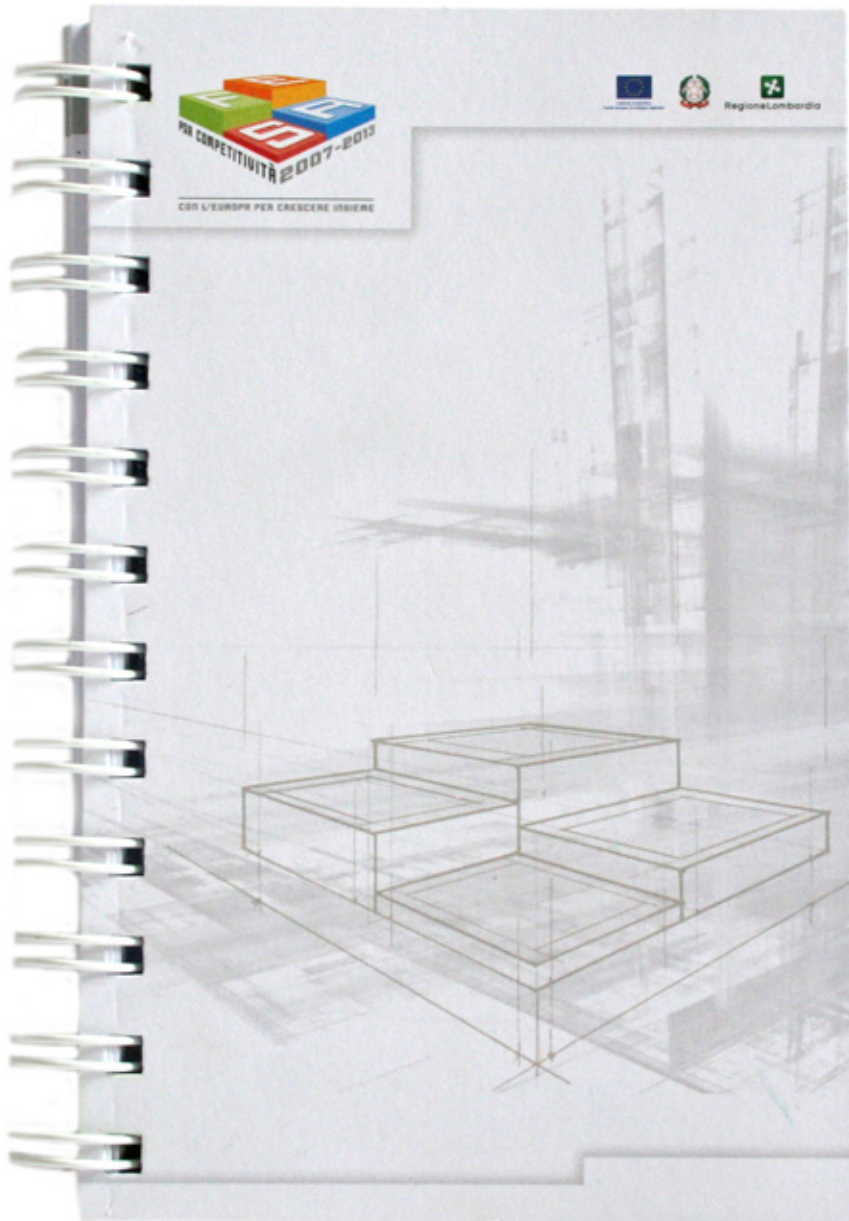 F E S R
POR COMPETITIVITÀ 2007-2013
CON L'EUROPA PER CRESCERE INSIEME
RegioneLombardia